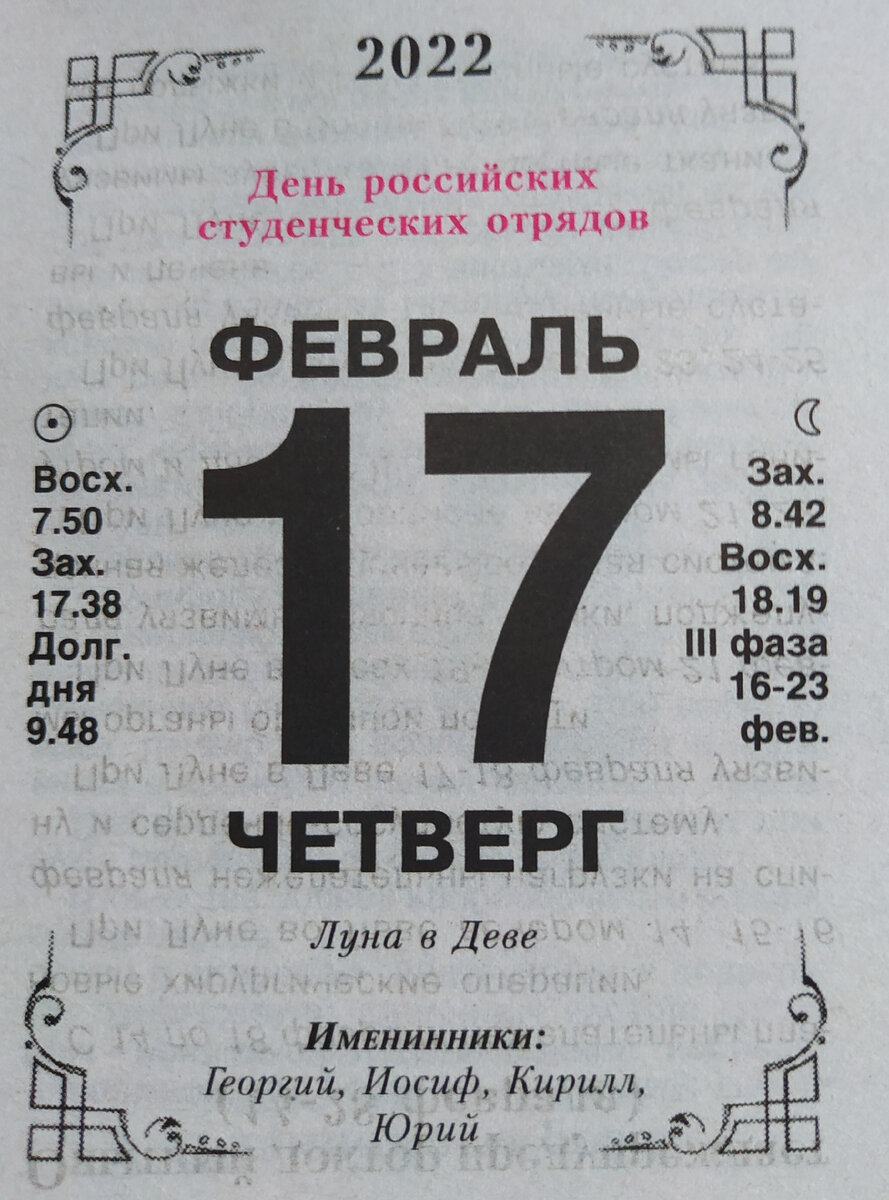 2022
День российских
студенческих отрядов
ФЕВРАЛЬ
17
Восх.
7.50
Зах.
17.38
Долг.
дня
9.48
Зах.
8.42
Восх.
18.19
III фаза
16-23
фев.
ЧЕТВЕРГ
Луна в Деве
Именинники:
Георгий, Иосиф, Кирилл,
Юрий